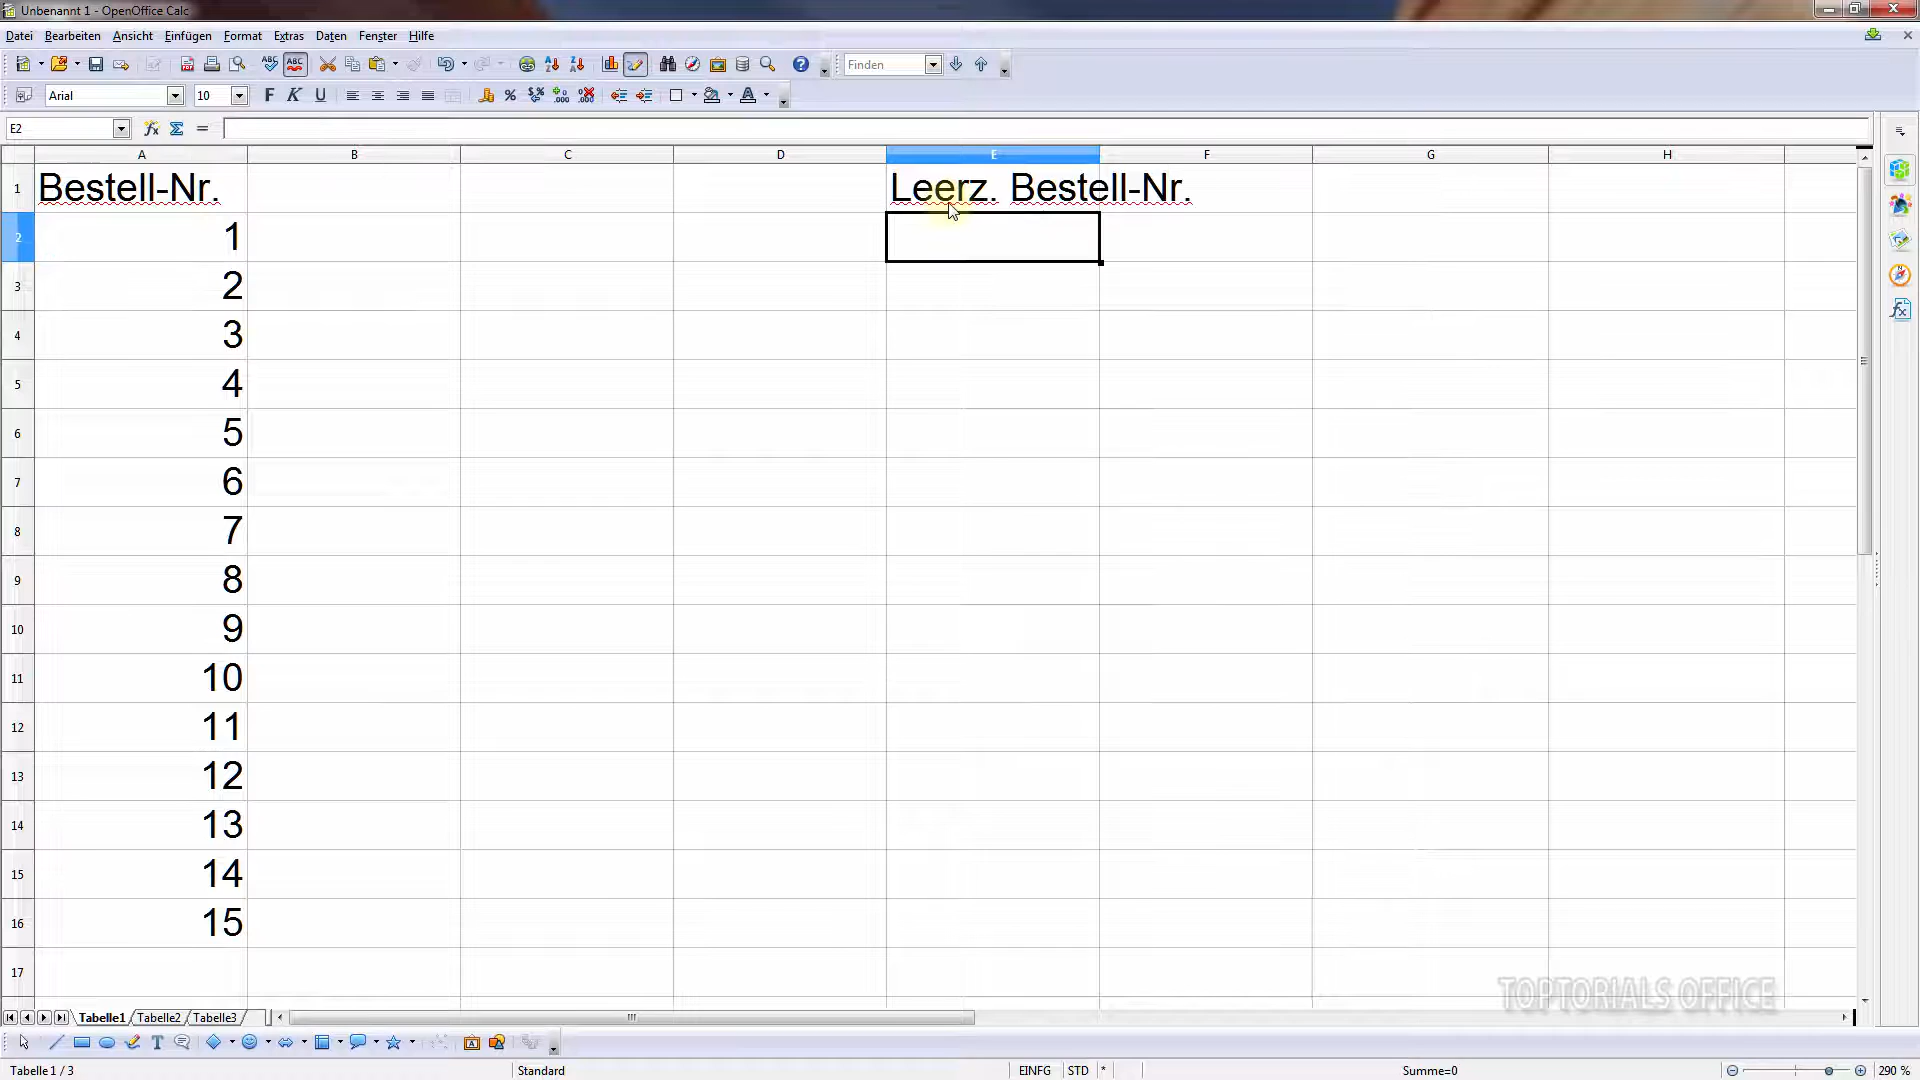 Unbenannt 1 - OpenOffice Calc
Datei Bearbeiten Ansicht Einfügen Format Extras Daten Fenster Hilfe
Finden
Arial 10 F K U
E2
A B C D E F G H
1 Bestell-Nr. Leerz. Bestell-Nr.
2 1
3 2
4 3
5 4
6 5
7 6
8 7
9 8
10 9
11 10
12 11
13 12
14 13
15 14
16 15
17
TOPTORIALS OFFICE
Tabelle1 Tabelle2 Tabelle3
Tabelle 1 / 3 Standard EINFG STD * Summe=0 290 %